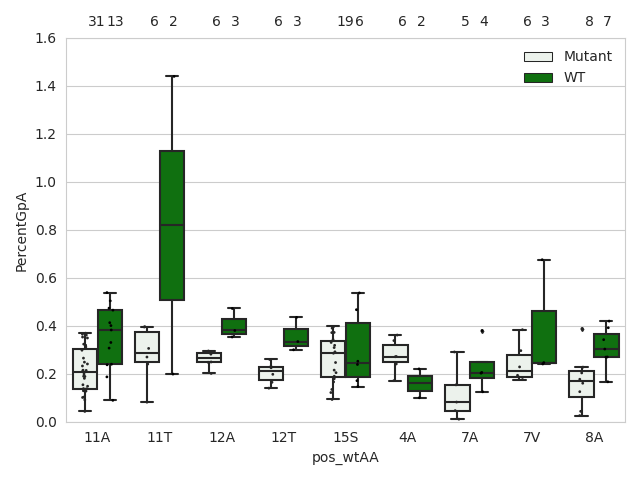 31 13 6 2 6 3 6 3 19 6 6 2 5 4 6 3 8 7
1.6
Mutant
WT
1.4
1.2
1.0
0.8
0.6
0.4
0.2
0.0
PercentGpA
11A 11T 12A 12T 15S 4A 7A 7V 8A
pos_wtAA